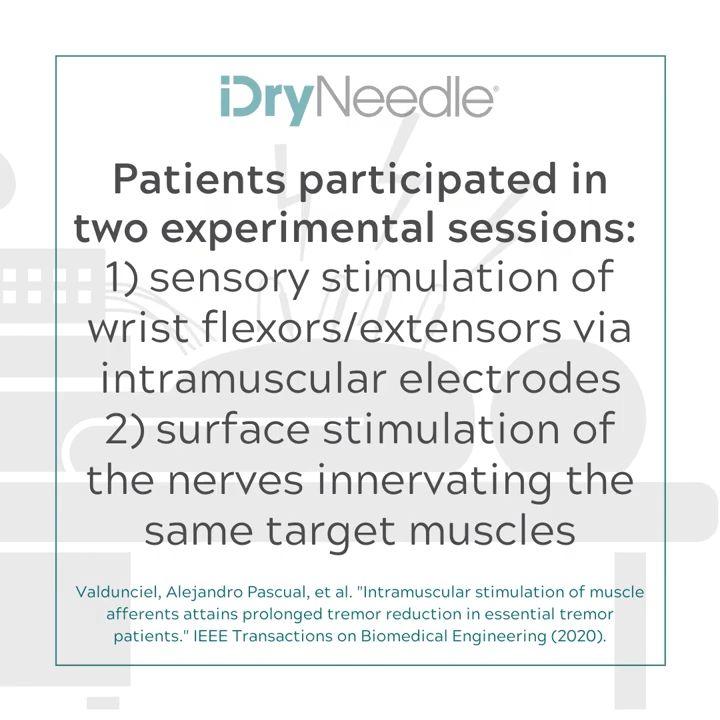 iDryNeedle®
Patients participated in
two experimental sessions:
1) sensory stimulation of
wrist flexors/extensors via
intramuscular electrodes
2) surface stimulation of
the nerves innervating the
same target muscles
Valdunciel, Alejandro Pascual, et al. "Intramuscular stimulation of muscle
afferents attains prolonged tremor reduction in essential tremor
patients." IEEE Transactions on Biomedical Engineering (2020).